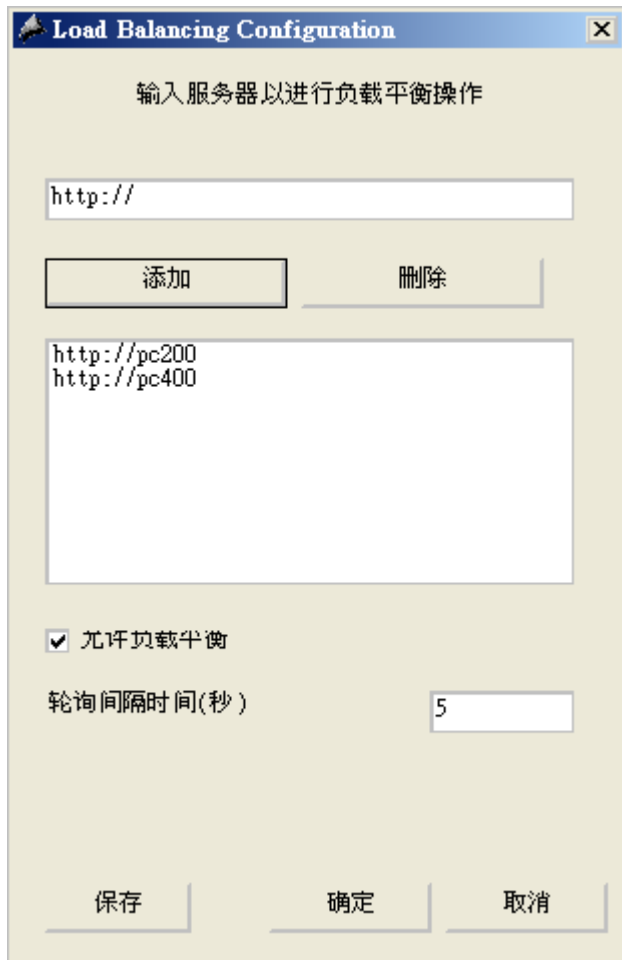 Load Balancing Configuration
输入服务器以进行负载平衡操作
http://
添加 删除
http://pc200
http://pc400
允许负载平衡
轮询间隔时间(秒)
5
保存 确定 取消